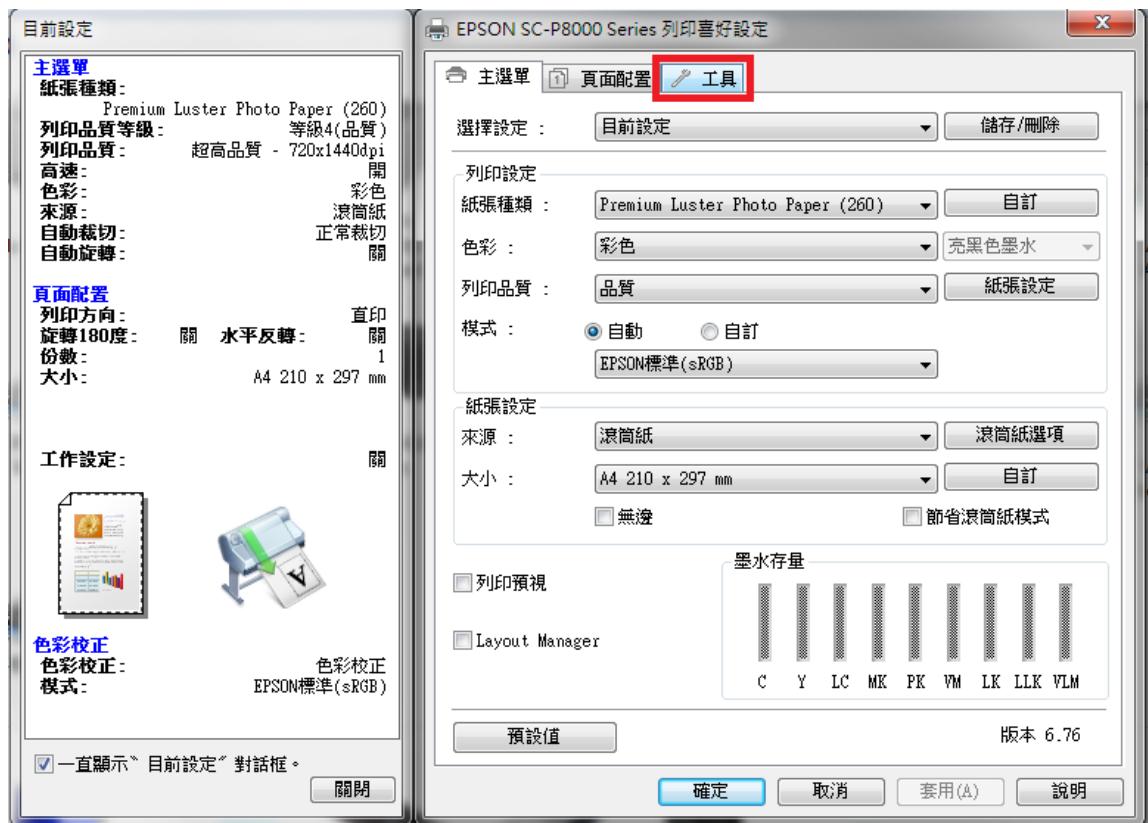 目前設定
主選單
紙張種類:
Premium Luster Photo Paper (260)
列印品質等級: 等級4(品質)
列印品質: 超高品質 - 720x1440dpi
高速: 開
色彩: 彩色
來源: 滾筒紙
自動裁切: 正常裁切
自動旋轉: 關
頁面配置
列印方向: 直印
旋轉180度: 關 水平反轉: 關
份數: 1
大小: A4 210 x 297 mm
工作設定: 關
色彩校正
色彩校正: 色彩校正
模式: EPSON標準(sRGB)
一直顯示〝目前設定〞對話框。
關閉
EPSON SC-P8000 Series 列印喜好設定
主選單 頁面配置 工具
選擇設定 : 目前設定 儲存/刪除
列印設定
紙張種類 : Premium Luster Photo Paper (260) 自訂
色彩 : 彩色 亮黑色墨水
列印品質 : 品質 紙張設定
模式 : 自動 自訂
EPSON標準(sRGB)
紙張設定
來源 : 滾筒紙 滾筒紙選項
大小 : A4 210 x 297 mm 自訂
無邊 節省滾筒紙模式
列印預視
Layout Manager
墨水存量
C Y LC MK PK VM LK LLK VLM
預設值 版本 6.76
確定 取消 套用(A) 說明